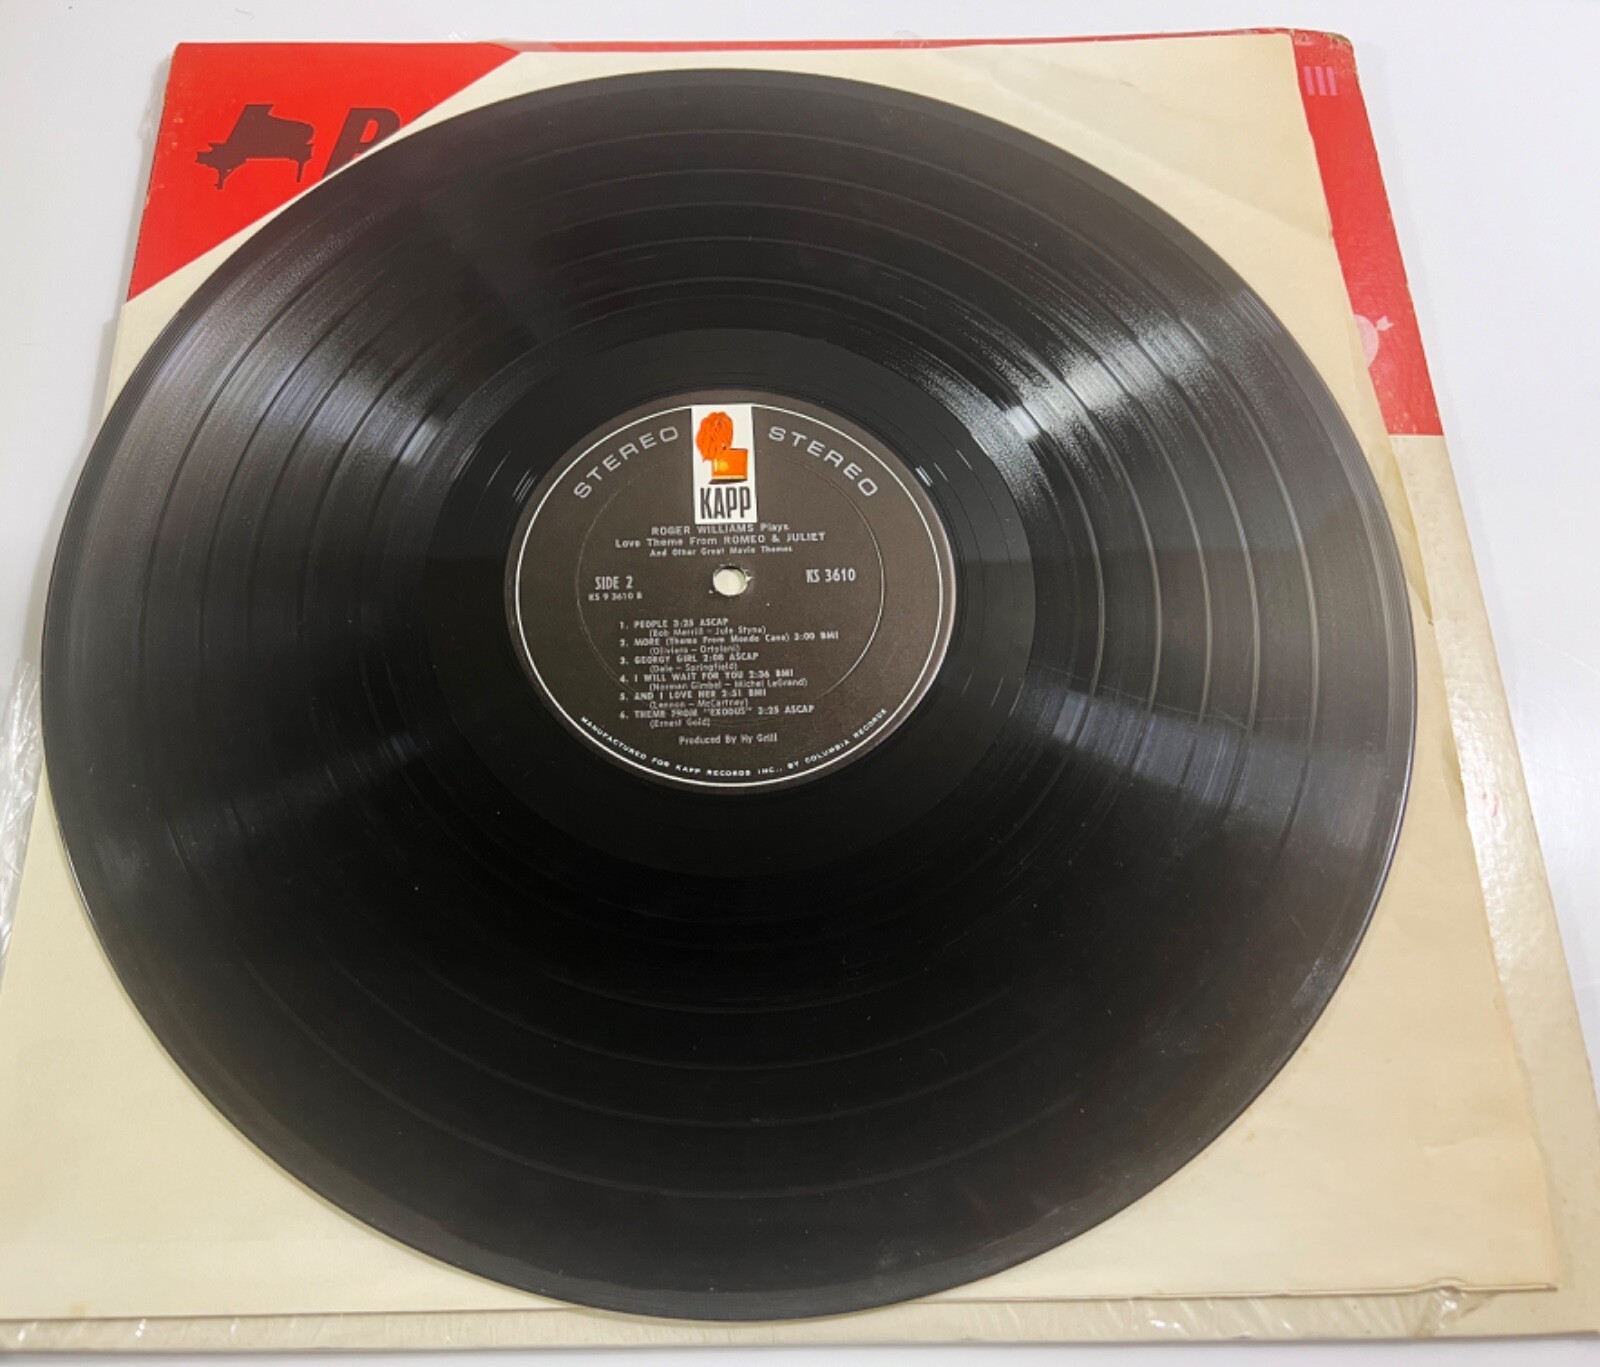 P
STEREO STEREO
KAPP
ROGER WILLIAMS Plays
Love Theme From ROMEO & JULIET
And Other Great Movie Themes
SIDE 2 KS 3610
KS 9 3610 B
1. PEOPLE 3:25 ASCAP
(Bob Merrill – Jule Styne)
2. MORE (Theme From Mondo Cane) 3:00 BMI
(Oliviero – Ortolani)
3. GEORGY GIRL 2:08 ASCAP
(Dale – Springfield)
4. I WILL WAIT FOR YOU 2:36 BMI
(Norman Gimbel – Michel LeGrand)
5. AND I LOVE HER 2:51 BMI
(Lennon – McCartney)
6. THEME FROM "EXODUS" 3:25 ASCAP
(Ernest Gold)
Produced By Hy Grill
MANUFACTURED FOR KAPP RECORDS INC., BY COLUMBIA RECORDS